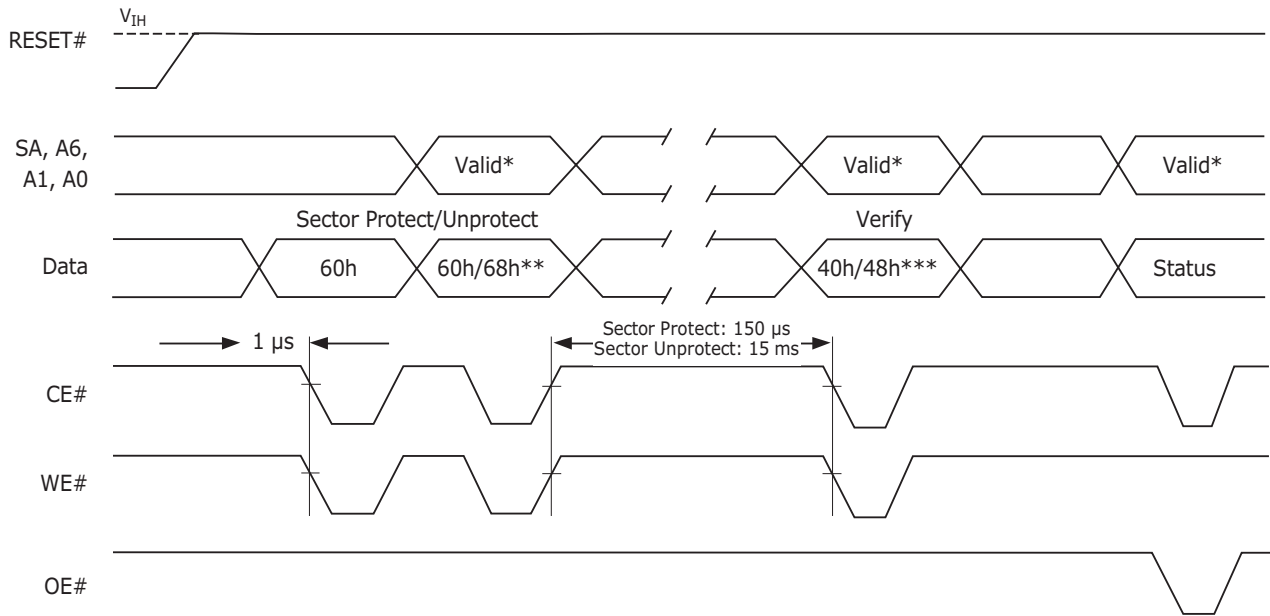 V_IH
RESET#
SA, A6,
A1, A0
Valid*
Valid*
Valid*
Sector Protect/Unprotect
Verify
Data
60h
60h/68h**
40h/48h***
Status
1 µs
Sector Protect: 150 µs
Sector Unprotect: 15 ms
CE#
WE#
OE#